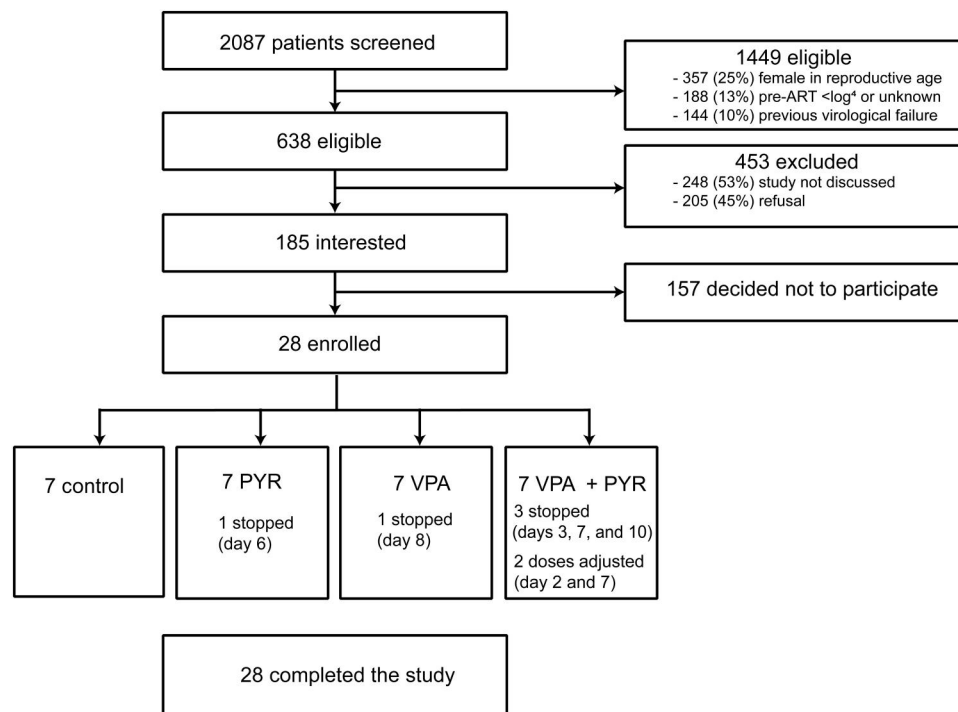 2087 patients screened
1449 eligible
- 357 (25%) female in reproductive age
- 188 (13%) pre-ART <log⁴ or unknown
- 144 (10%) previous virological failure
638 eligible
453 excluded
- 248 (53%) study not discussed
- 205 (45%) refusal
185 interested
157 decided not to participate
28 enrolled
7 control
7 PYR
1 stopped
(day 6)
7 VPA
1 stopped
(day 8)
7 VPA + PYR
3 stopped
(days 3, 7, and 10)
2 doses adjusted
(day 2 and 7)
28 completed the study